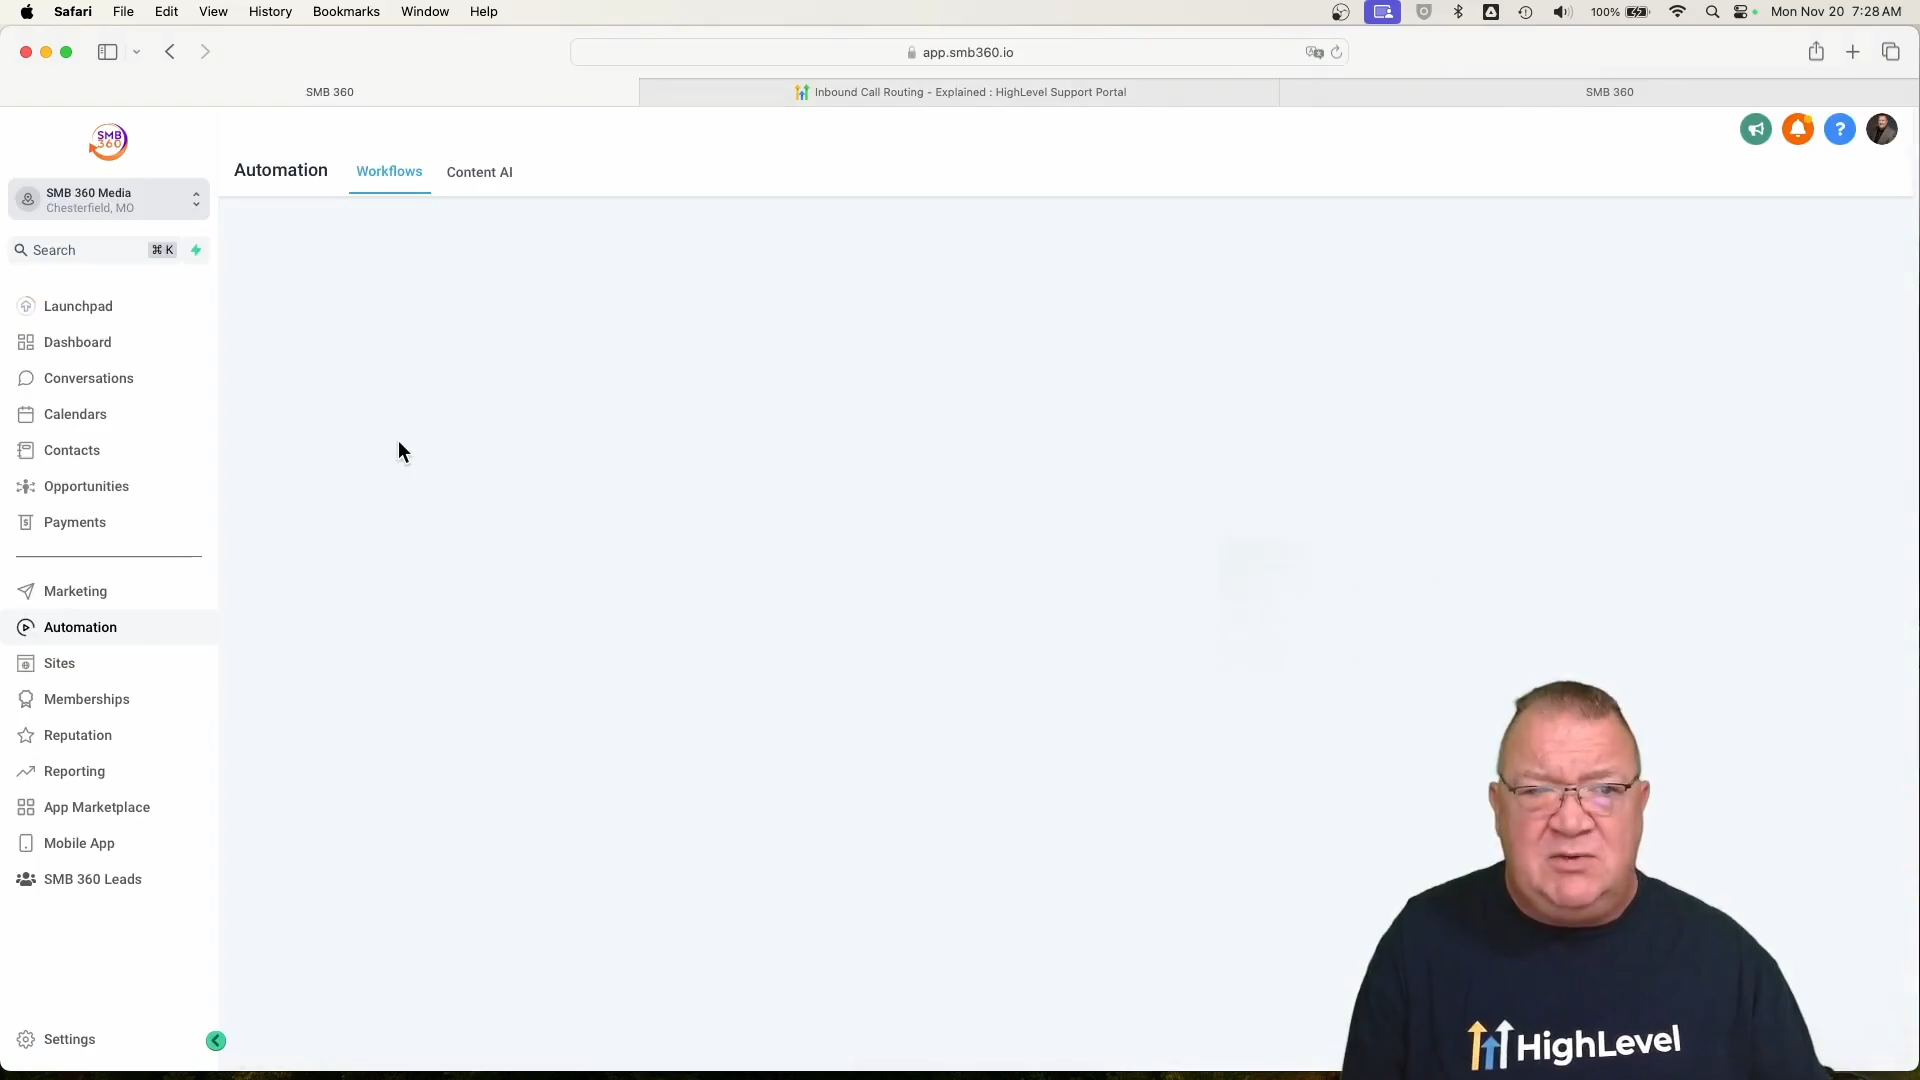 Safari File Edit View History Bookmarks Window Help 100% Mon Nov 20 7:28 AM
app.smb360.io
SMB 360
Inbound Call Routing - Explained : HighLevel Support Portal
SMB 360
SMB 360
?
SMB 360 Media
Chesterfield, MO
Search ⌘ K
Automation Workflows Content AI
Launchpad
Dashboard
Conversations
Calendars
Contacts
Opportunities
Payments
Marketing
Automation
Sites
Memberships
Reputation
Reporting
App Marketplace
Mobile App
SMB 360 Leads
Settings
HighLevel